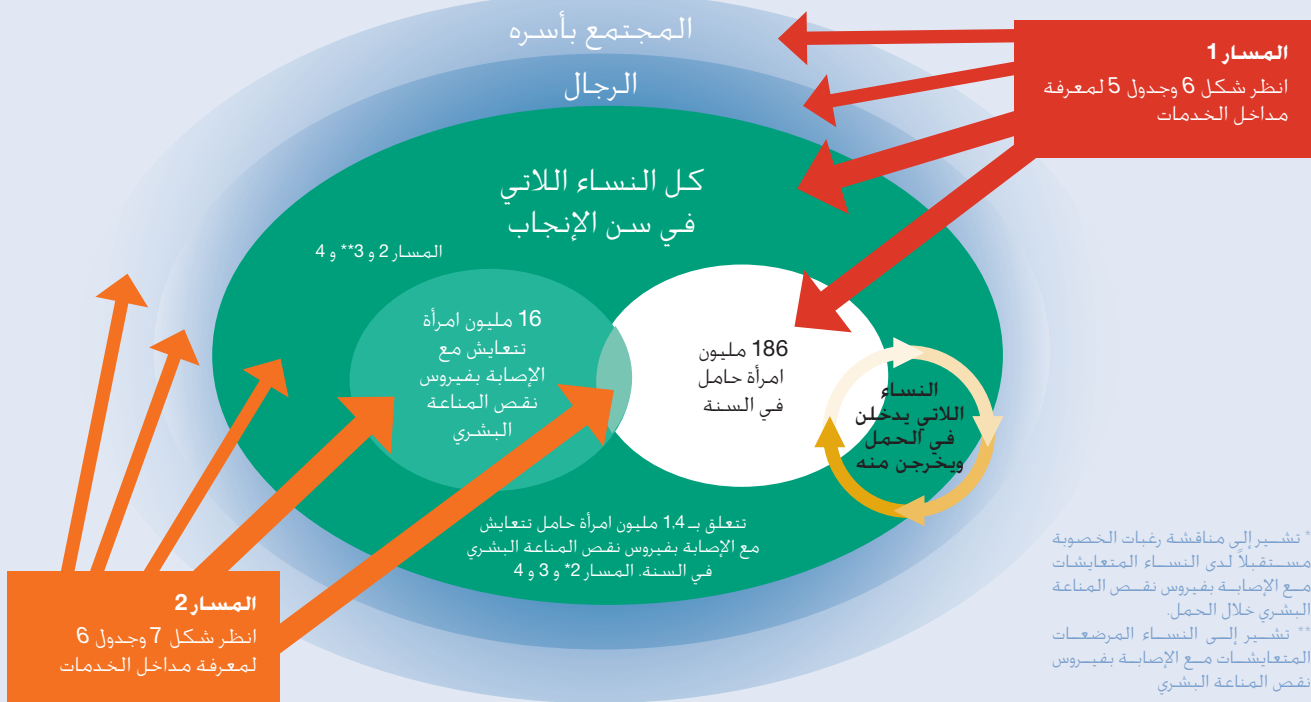 المجتمع بأسره
الرجال
المسار 1
انظر شكل 6 وجدول 5 لمعرفة
مداخل الخدمات
كل النساء اللاتي
في سن الإنجاب
المسار 2 و 3** و 4
16 مليون امرأة
تتعايش مع
الإصابة بفيروس
نقص المناعة
البشري
186 مليون
امرأة حامل
في السنة
النساء
اللاتي يدخلن
في الحمل
ويخرجن منه
تتعلق بـ 1,4 مليون امرأة حامل تتعايش
مع الإصابة بفيروس نقص المناعة البشري
في السنة. المسار 2* و 3 و 4
المسار 2
انظر شكل 7 وجدول 6
لمعرفة مداخل الخدمات
* تشير إلى مناقشة رغبات الخصوبة
مستقبلاً لدى النساء المتعايشات
مع الإصابة بفيروس نقص المناعة
البشري خلال الحمل.
** تشير إلى النساء المرضعات
المتعايشات مع الإصابة بفيروس
نقص المناعة البشري